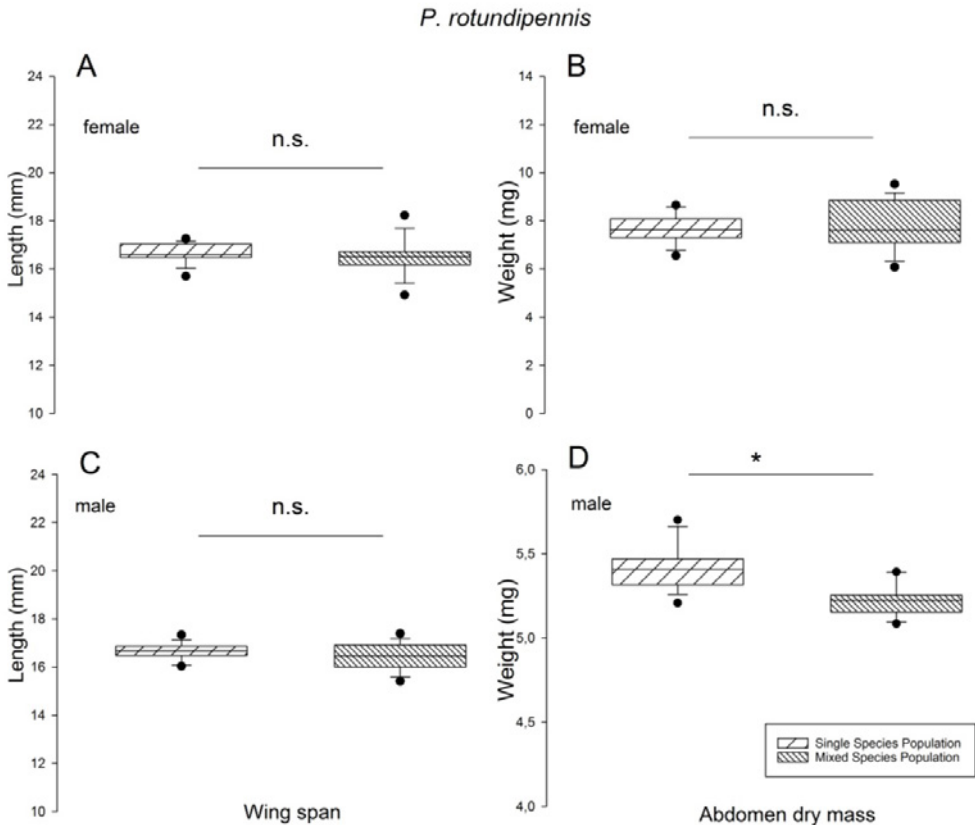 P. rotundipennis
A
24
22
20
18
16
14
12
10
Length (mm)
female
n.s.
B
14
12
10
8
6
4
2
0
Weight (mg)
female
n.s.
C
24
22
20
18
16
14
12
10
Length (mm)
male
n.s.
Wing span
D
6,0
5,5
5,0
4,5
4,0
Weight (mg)
male
*
Single Species Population
Mixed Species Population
Abdomen dry mass